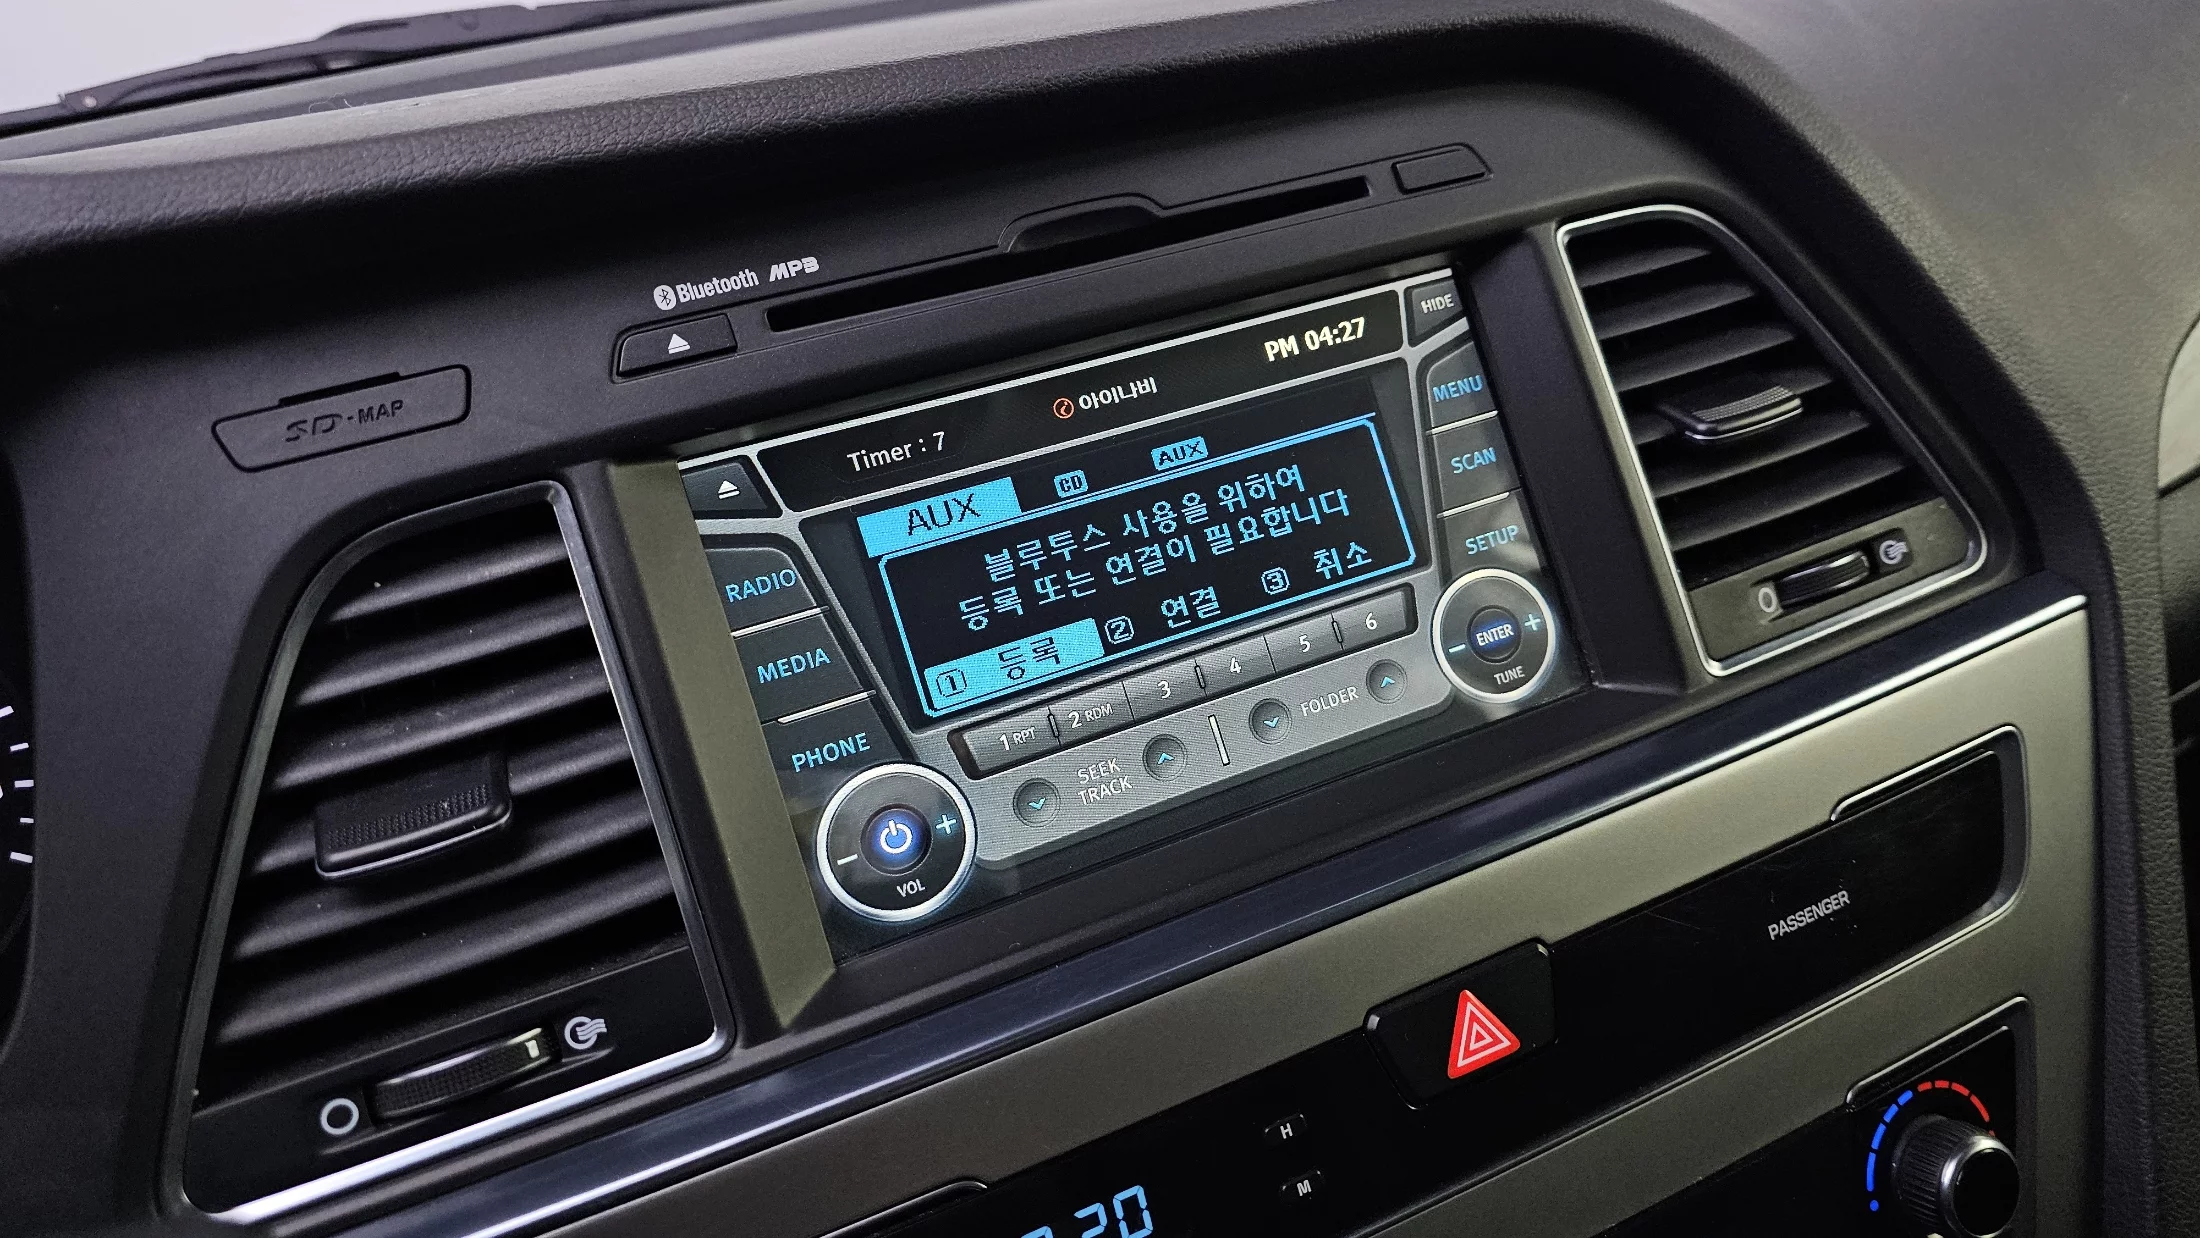 Bluetooth MP3
SD-MAP
PM 04:27
HIDE
아이나비
Timer : 7
MENU
SCAN
SETUP
CD AUX
AUX
블루투스 사용을 위하여
등록 또는 연결이 필요합니다
1 등록 2 연결 3 취소
RADIO
MEDIA
PHONE
1 RPT 2 RDM 3 4 5 6
SEEK
TRACK
FOLDER
- ENTER +
TUNE
- +
VOL
PASSENGER
H
M
20